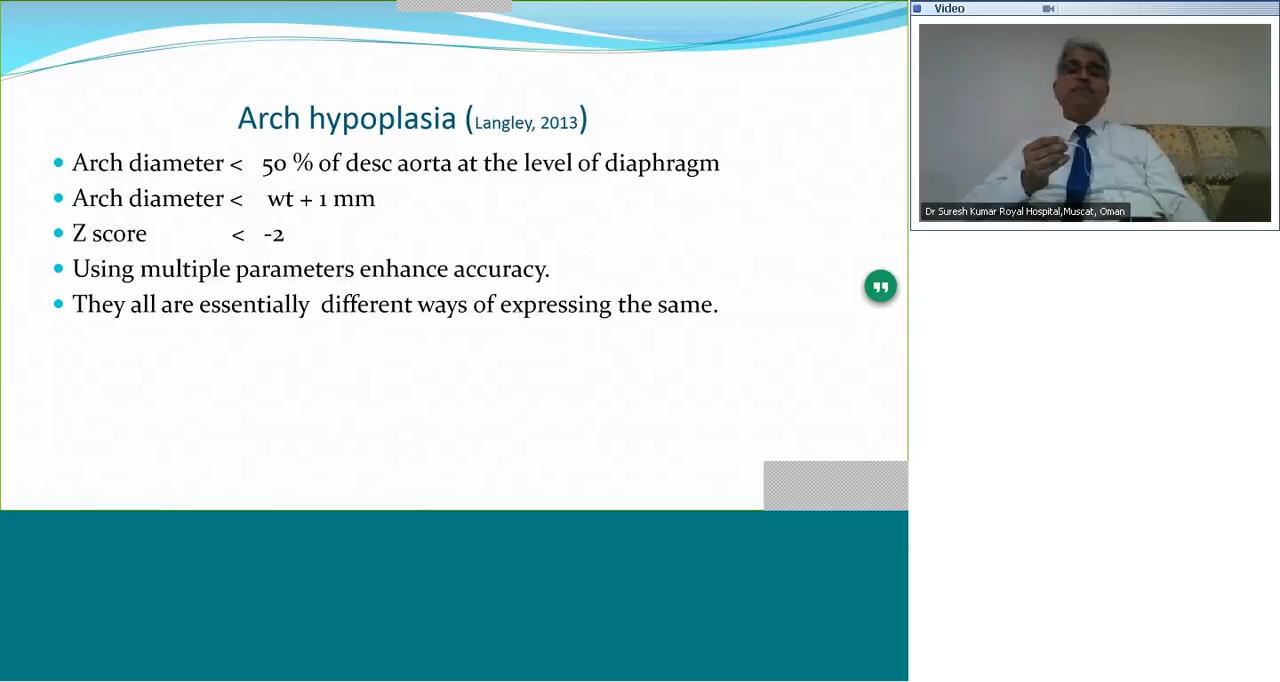 Arch hypoplasia (Langley, 2013)
• Arch diameter < 50 % of desc aorta at the level of diaphragm
• Arch diameter < wt + 1 mm
• Z score < -2
• Using multiple parameters enhance accuracy.
• They all are essentially different ways of expressing the same.
Video
Dr Suresh Kumar Royal Hospital,Muscat, Oman